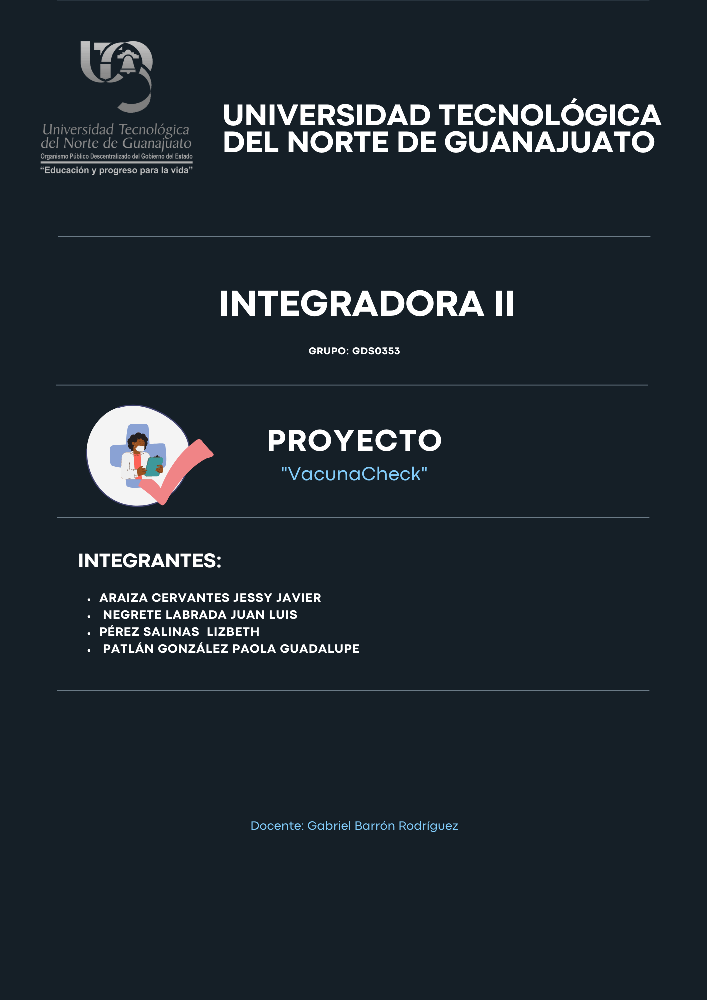 Universidad Tecnológica
del Norte de Guanajuato
Organismo Público Descentralizado del Gobierno del Estado
“Educación y progreso para la vida”
UNIVERSIDAD TECNOLÓGICA
DEL NORTE DE GUANAJUATO
INTEGRADORA II
GRUPO: GDS0353
PROYECTO
"VacunaCheck"
INTEGRANTES:
• ARAIZA CERVANTES JESSY JAVIER
• NEGRETE LABRADA JUAN LUIS
• PÉREZ SALINAS  LIZBETH
• PATLÁN GONZÁLEZ PAOLA GUADALUPE
Docente: Gabriel Barrón Rodríguez